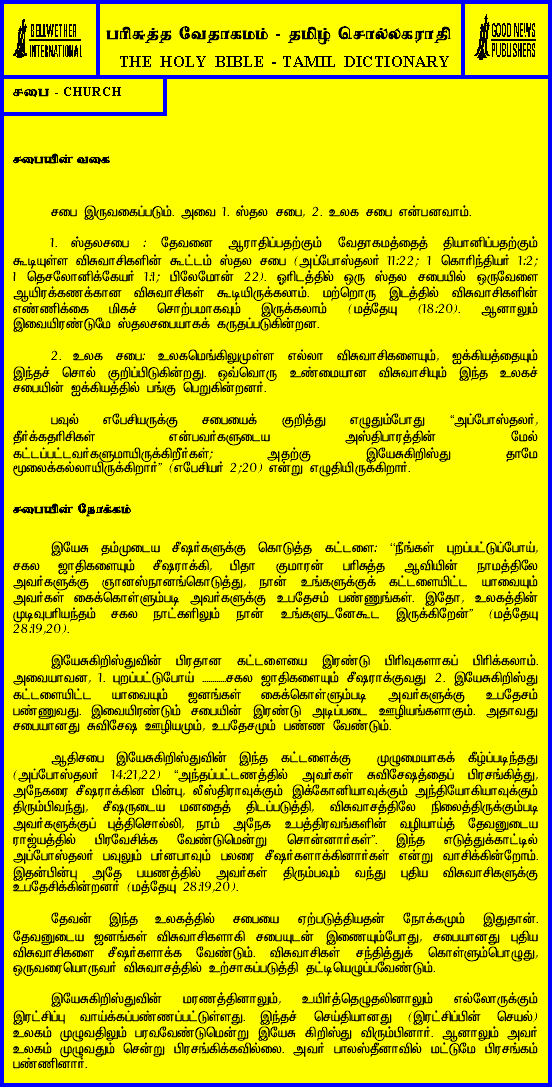 BELLWETHER
INTERNATIONAL
பரிசுத்த வேதாகமம் - தமிழ் சொல்லகராதி
THE HOLY BIBLE - TAMIL DICTIONARY
GOOD NEWS
PUBLISHERS
சபை - CHURCH
சபையின் வகை
சபை இருவகைப்படும். அவை 1. ஸ்தல சபை, 2. உலக சபை என்பனவாம்.
1. ஸ்தலசபை : தேவனை ஆராதிப்பதற்கும் வேதாகமத்தைத் தியானிப்பதற்கும்
கூடியுள்ள விசுவாசிகளின் கூட்டம் ஸ்தல சபை (அப்போஸ்தலர் 11:22; 1 கொரிந்தியர் 1:2;
1 தெசலோனிக்கேயர் 1:1; பிலேமோன் 22). ஓரிடத்தில் ஒரு ஸ்தல சபையில் ஒருவேளை
ஆயிரக்கணக்கான விசுவாசிகள் கூடியிருக்கலாம். மற்றொரு இடத்தில் விசுவாசிகளின்
எண்ணிக்கை மிகச் சொற்பமாகவும் இருக்கலாம் (மத்தேயு (18:20). ஆனாலும்
இவையிரண்டுமே ஸ்தலசபையாகக் கருதப்படுகின்றன.
2. உலக சபை: உலகமெங்கிலுமுள்ள எல்லா விசுவாசிகளையும், ஐக்கியத்தையும்
இந்தச் சொல் குறிப்பிடுகின்றது. ஒவ்வொரு உண்மையான விசுவாசியும் இந்த உலகச்
சபையின் ஐக்கியத்தில் பங்கு பெறுகின்றனர்.
பவுல் எபேசியருக்கு சபையைக் குறித்து எழுதும்போது “அப்போஸ்தலர்,
தீர்க்கதரிசிகள் என்பவர்களுடைய அஸ்திபாரத்தின் மேல்
கட்டப்பட்டவர்களுமாயிருக்கிறீர்கள்; அதற்கு இயேசுகிறிஸ்து தாமே
மூலைக்கல்லாயிருக்கிறார்” (எபேசியர் 2;20) என்று எழுதியிருக்கிறார்.
சபையின் நோக்கம்
இயேசு தம்முடைய சீஷர்களுக்கு கொடுத்த கட்டளை: “நீங்கள் புறப்பட்டுப்போய்,
சகல ஜாதிகளையும் சீஷராக்கி, பிதா குமாரன் பரிசுத்த ஆவியின் நாமத்திலே
அவர்களுக்கு ஞானஸ்நானங்கொடுத்து, நான் உங்களுக்குக் கட்டளையிட்ட யாவையும்
அவர்கள் கைக்கொள்ளும்படி அவர்களுக்கு உபதேசம் பண்ணுங்கள். இதோ, உலகத்தின்
முடிவுபரியந்தம் சகல நாட்களிலும் நான் உங்களுடனேகூட இருக்கிறேன்” (மத்தேயு
28:19,20).
இயேசுகிறிஸ்துவின் பிரதான கட்டளையை இரண்டு பிரிவுகளாகப் பிரிக்கலாம்.
அவையாவன, 1. புறப்பட்டுபோய் ...........சகல ஜாதிகளையும் சீஷராக்குவது 2. இயேசுகிறிஸ்து
கட்டளையிட்ட யாவையும் ஜனங்கள் கைக்கொள்ளும்படி அவர்களுக்கு உபதேசம்
பண்ணுவது. இவையிரண்டும் சபையின் இரண்டு அடிப்படை ஊழியங்களாகும். அதாவது
சபையானது சுவிசேஷ ஊழியமும், உபதேசமும் பண்ண வேண்டும்.
ஆதிசபை இயேசுகிறிஸ்துவின் இந்த கட்டளைக்கு முழுமையாகக் கீழ்ப்படிந்தது
(அப்போஸ்தலர் 14:21,22) “அந்தப்பட்டணத்தில் அவர்கள் சுவிசேஷத்தைப் பிரசங்கித்து,
அநேகரை சீஷராக்கின பின்பு, லீஸ்திராவுக்கும் இக்கோனியாவுக்கும் அந்தியோகியாவுக்கும்
திரும்பிவந்து, சீஷருடைய மனதைத் திடப்படுத்தி, விசுவாசத்திலே நிலைத்திருக்கும்படி
அவர்களுக்குப் புத்திசொல்லி, நாம் அநேக உபத்திரவங்களின் வழியாய்த் தேவனுடைய
ராஜ்யத்தில் பிரவேசிக்க வேண்டுமென்று சொன்னார்கள்”. இந்த எடுத்துக்காட்டில்
அப்போஸ்தலர் பவுலும் பர்னபாவும் பலரை சீஷர்களாக்கினார்கள் என்று வாசிக்கின்றோம்.
இதன்பின்பு அதே பயணத்தில் அவர்கள் திரும்பவும் வந்து புதிய விசுவாசிகளுக்கு
உபதேசிக்கின்றனர் (மத்தேயு 28:19,20).
தேவன் இந்த உலகத்தில் சபையை ஏற்படுத்தியதன் நோக்கமும் இதுதான்.
தேவனுடைய ஜனங்கள் விசுவாசிகளாகி சபையுடன் இணையும்போது, சபையானது புதிய
விசுவாசிகளை சீஷர்களாக்க வேண்டும். விசுவாசிகள் சந்தித்துக் கொள்ளும்பொழுது,
ஒருவரையொருவர் விசுவாசத்தில் உற்சாகப்படுத்தி தட்டியெழுப்பவேண்டும்.
இயேசுகிறிஸ்துவின் மரணத்தினாலும், உயிர்த்தெழுதலினாலும் எல்லோருக்கும்
இரட்சிப்பு வாய்க்கப்பண்ணப்பட்டுள்ளது. இந்தச் செய்தியானது (இரட்சிப்பின் செயல்)
உலகம் முழுவதிலும் பரவவேண்டுமென்று இயேசு கிறிஸ்து விரும்பினார். ஆனாலும் அவர்
உலகம் முழுவதும் சென்று பிரசங்கிக்கவில்லை. அவர் பாலஸ்தீனாவில் மட்டுமே பிரசங்கம்
பண்ணினார்.